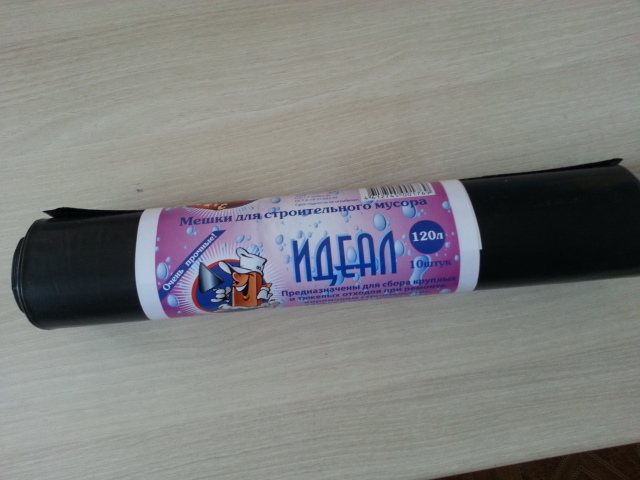 Мешки для строительного мусора
Очень прочные!
ИДЕАЛ
120л
10штук
Предназначены для сбора крупных
и тяжелых отходов при ремонте,